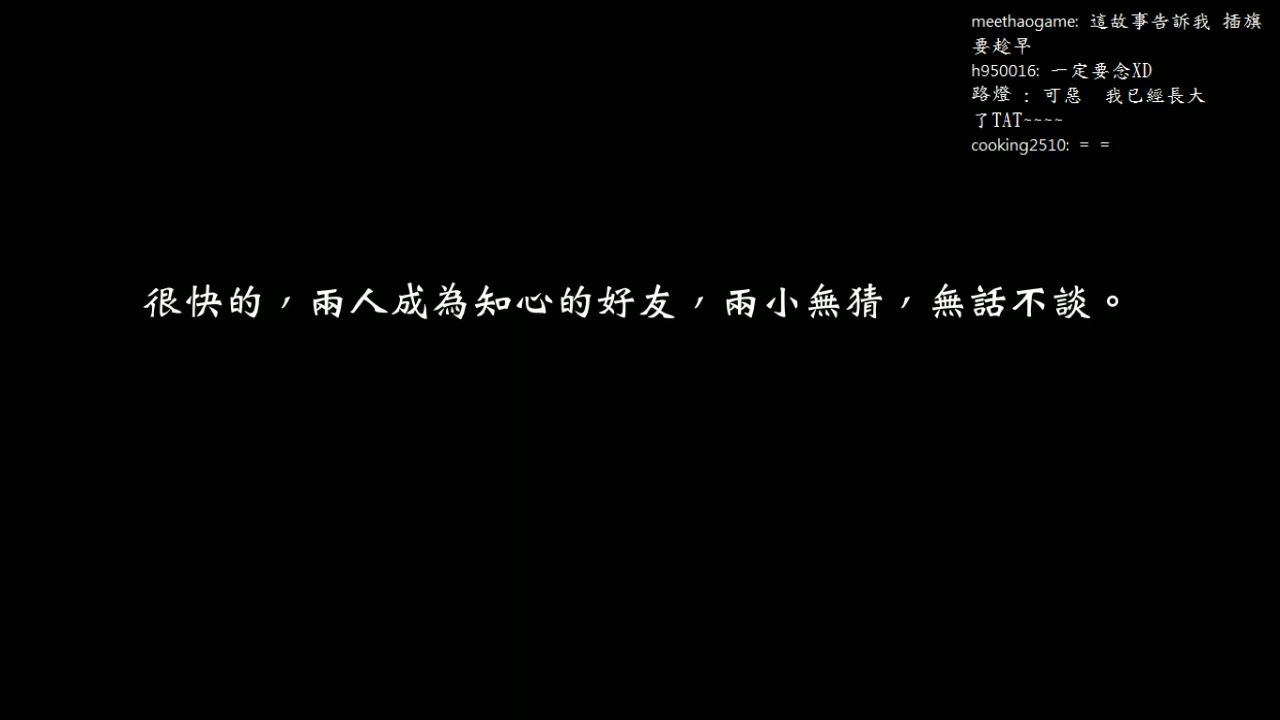 meethaogame: 這故事告訴我 插旗
要趁早
h950016: 一定要念XD
路燈 : 可惡 我已經長大
了TAT~~~~
cooking2510: = =
很快的，兩人成為知心的好友，兩小無猜，無話不談。